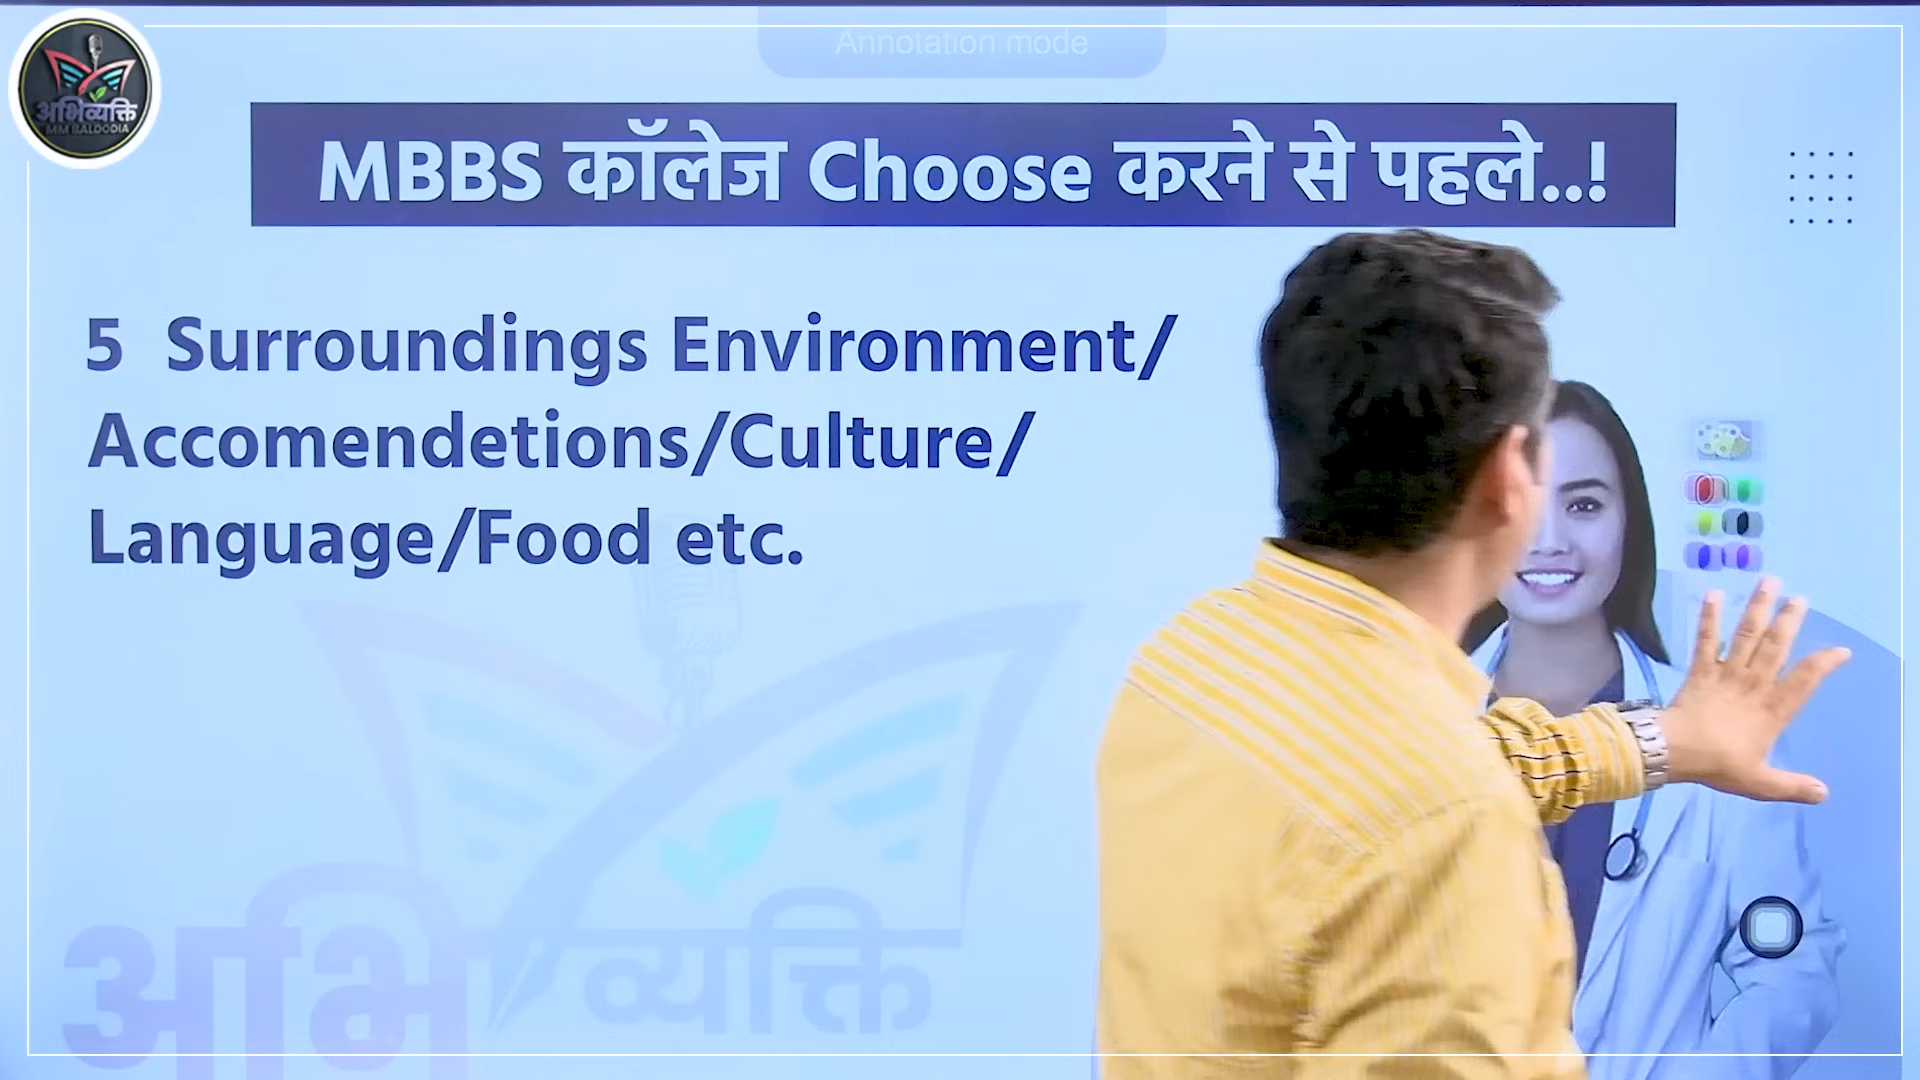 Annotation mode
अभिव्यक्ति
MM BALDODIA
MBBS कॉलेज Choose करने से पहले..!
5 Surroundings Environment/
Accomendetions/Culture/
Language/Food etc.
अभि
व्यक्ति